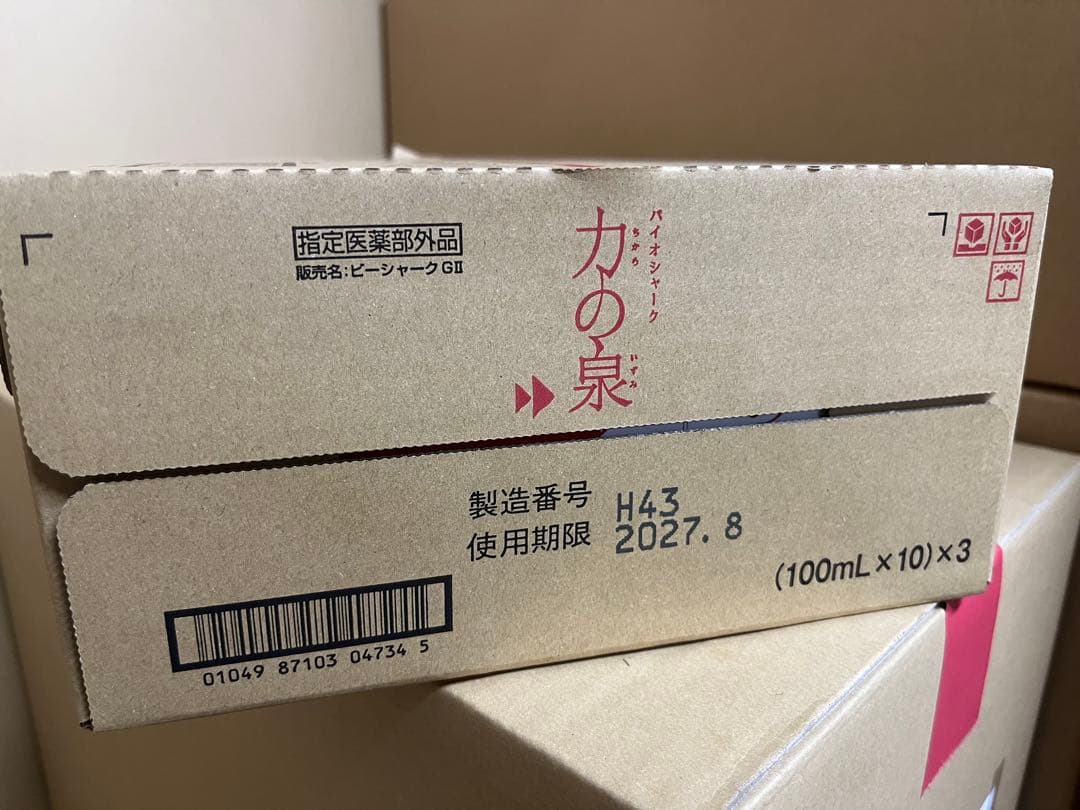 指定医薬部外品
販売名:ビーシャークGⅡ
バイオシャーク
力の泉
ちから
いずみ
製造番号 H43
使用期限 2027. 8
(100mL×10)×3
01049 87103 04734 5